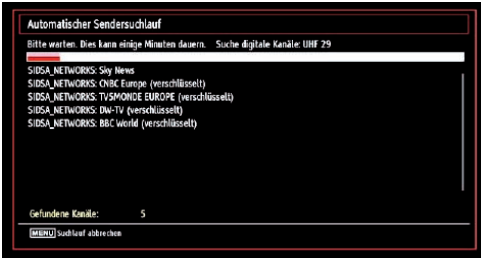 Automatischer Sendersuchlauf
Bitte warten. Dies kann einige Minuten dauern. Suche digitale Kanäle: UHF 29
SIDSA_NETWORKS: Sky News
SIDSA_NETWORKS: CNBC Europe (verschlüsselt)
SIDSA_NETWORKS: TV5MONDE EUROPE (verschlüsselt)
SIDSA_NETWORKS: DW-TV (verschlüsselt)
SIDSA_NETWORKS: BBC World (verschlüsselt)
Gefundene Kanäle: 5
MENU Suchlauf abbrechen